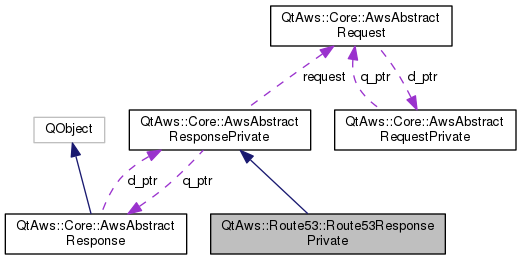 QtAws::Core::AwsAbstract
Request
request
q_ptr
d_ptr
QObject
QtAws::Core::AwsAbstract
ResponsePrivate
QtAws::Core::AwsAbstract
RequestPrivate
d_ptr
q_ptr
QtAws::Core::AwsAbstract
Response
QtAws::Route53::Route53Response
Private